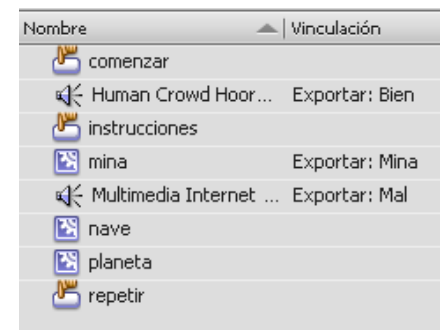 Nombre Vinculación
comenzar
Human Crowd Hoor... Exportar: Bien
instrucciones
mina Exportar: Mina
Multimedia Internet ... Exportar: Mal
nave
planeta
repetir